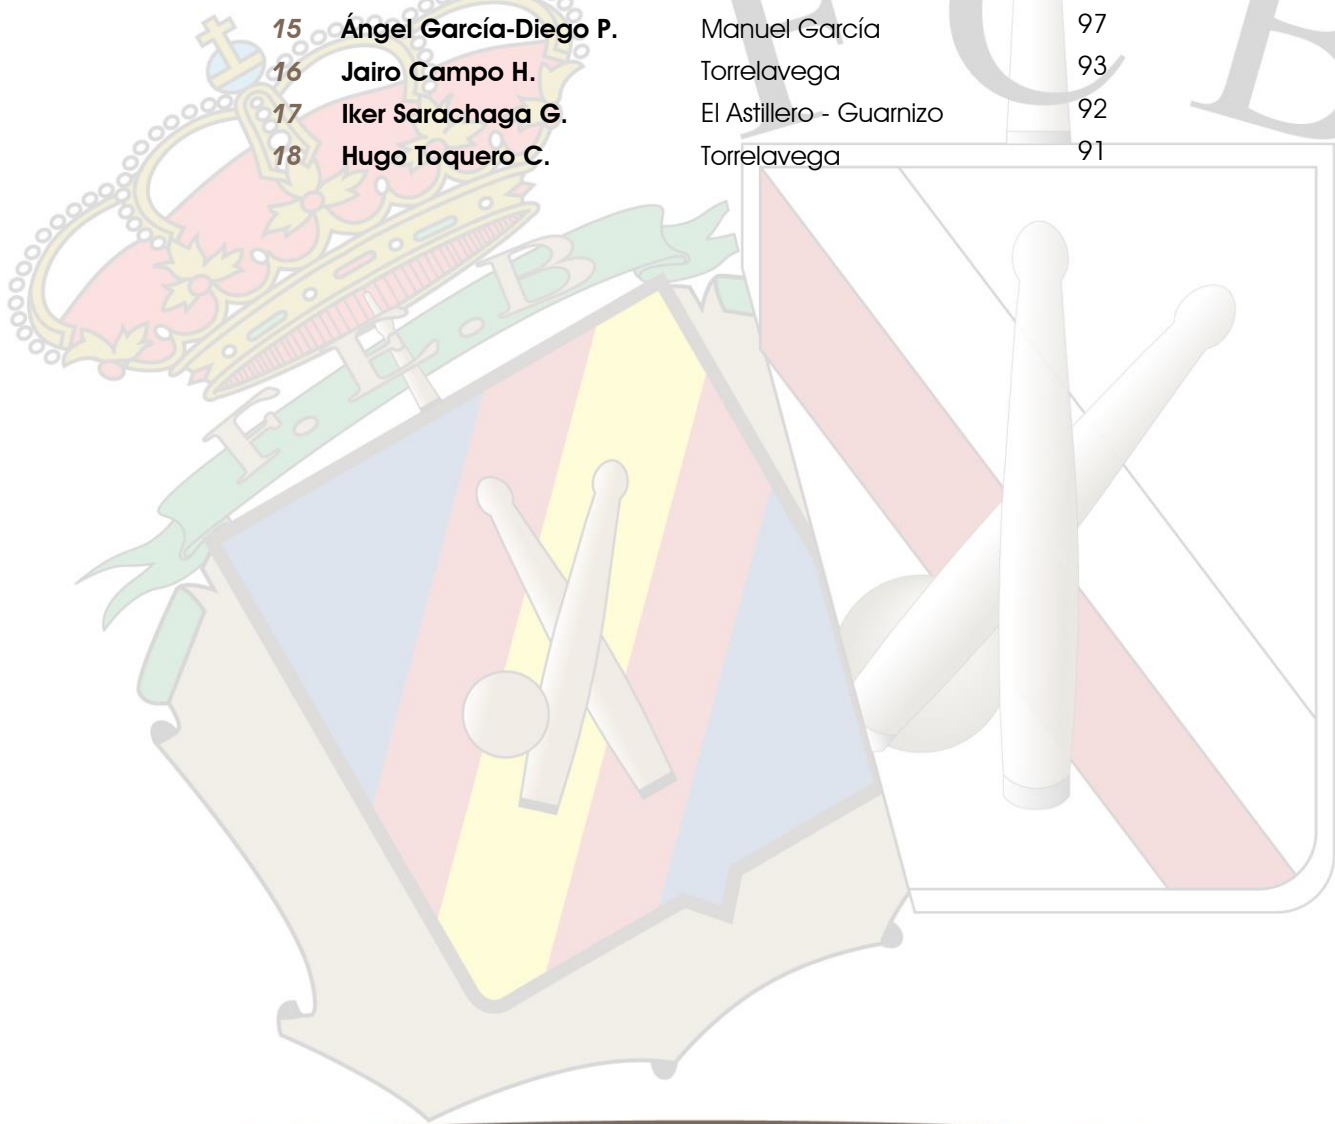 F C B
15 Ángel García-Diego P. Manuel García 97
16 Jairo Campo H. Torrelavega 93
17 Iker Sarachaga G. El Astillero - Guarnizo 92
18 Hugo Toquero C. Torrelavega 91
F. E. B